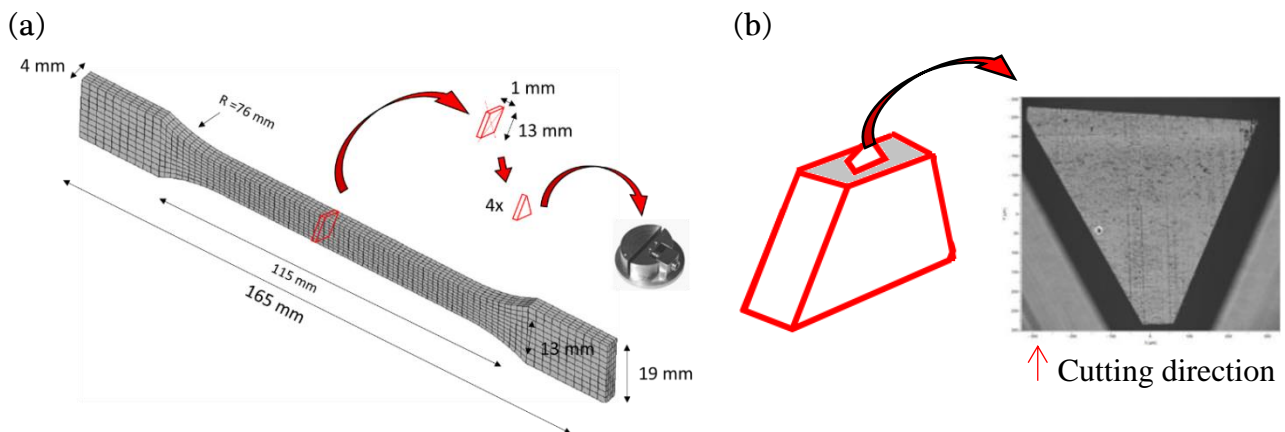 (a)
4 mm
R =76 mm
1 mm
13 mm
4x
115 mm
165 mm
13 mm
19 mm
(b)
↑ Cutting direction